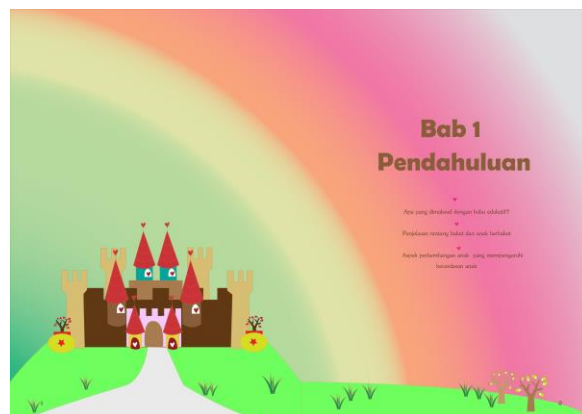 Bab 1
Pendahuluan
Apa yang dimaksud dengan buku edukatif?
Penjelasan tentang bakat dan anak berbakat
Aspek perkembangan anak yang mempengaruhi
kecerdasan anak